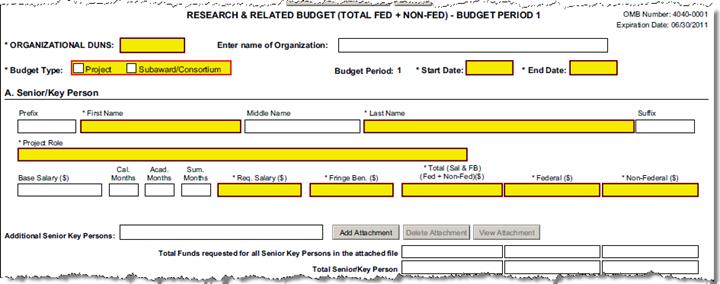 RESEARCH & RELATED BUDGET (TOTAL FED + NON-FED) - BUDGET PERIOD 1
OMB Number: 4040-0001
Expiration Date: 06/30/2011
* ORGANIZATIONAL DUNS:
Enter name of Organization:
* Budget Type: Project Subaward/Consortium
Budget Period: 1 * Start Date: * End Date:
A. Senior/Key Person
Prefix * First Name Middle Name * Last Name Suffix
* Project Role
Base Salary ($) Cal. Months Acad. Months Sum. Months * Req. Salary ($) * Fringe Ben. ($) * Total (Sal & FB) (Fed + Non-Fed)($) * Federal ($) * Non-Federal ($)
Additional Senior Key Persons: Add Attachment Delete Attachment View Attachment
Total Funds requested for all Senior Key Persons in the attached file
Total Senior/Key Person